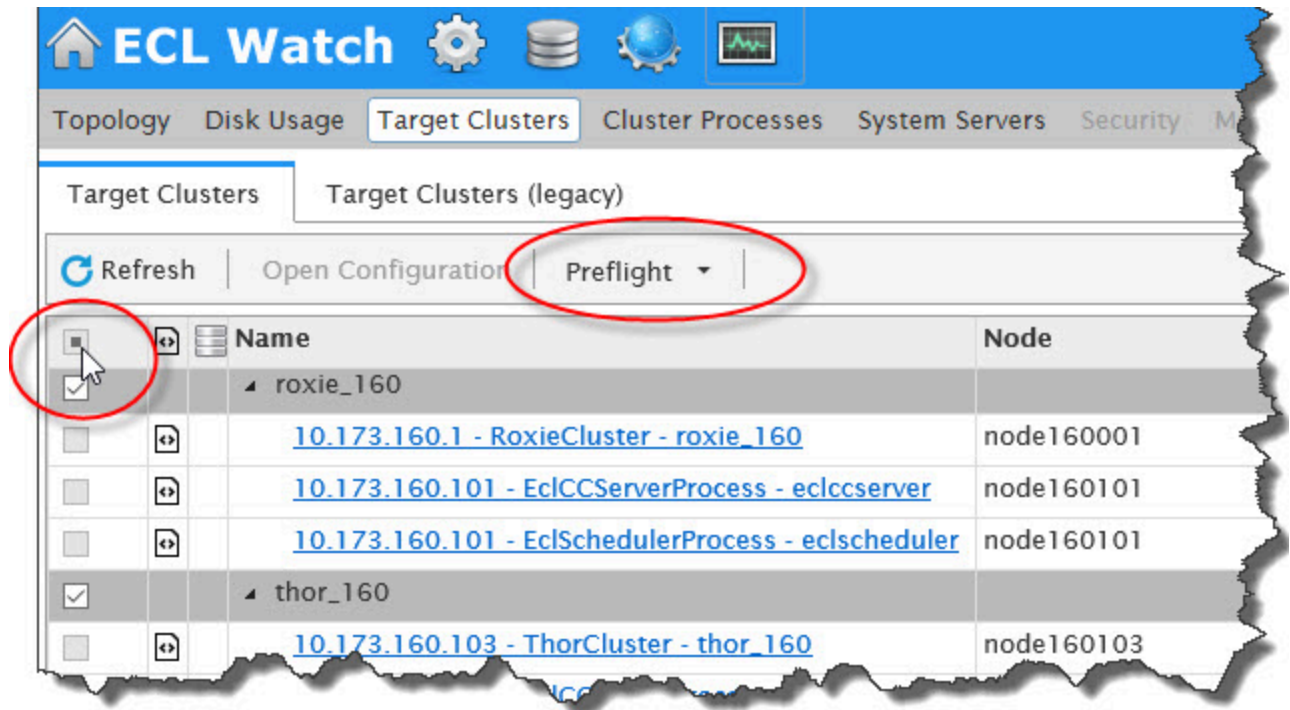 ECL Watch
Topology Disk Usage Target Clusters Cluster Processes System Servers Security
Target Clusters Target Clusters (legacy)
Refresh Open Configuration Preflight
Name Node
roxie_160
10.173.160.1 - RoxieCluster - roxie_160 node160001
10.173.160.101 - EclCCServerProcess - eclccserver node160101
10.173.160.101 - EclSchedulerProcess - eclscheduler node160101
thor_160
10.173.160.103 - ThorCluster - thor_160 node160103